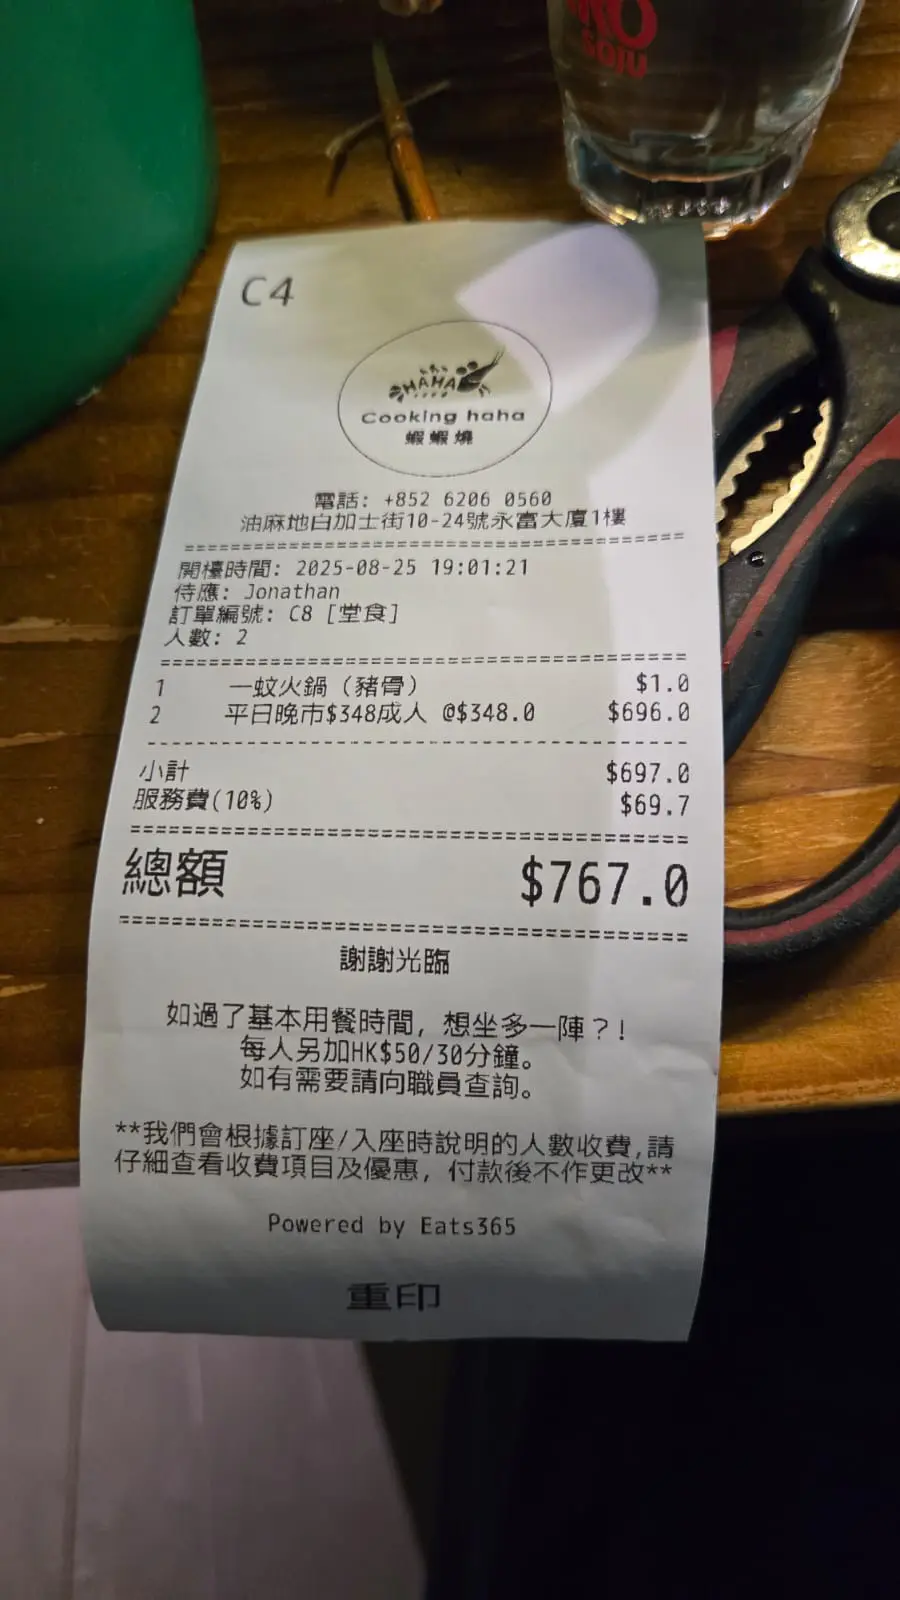 RO
SOJU
C4
HAHA
Cooking haha
蝦蝦燒
電話: +852 6206 0560
油麻地白加士街10-24號永富大廈1樓
開檯時間: 2025-08-25 19:01:21
侍應: Jonathan
訂單編號: C8 [堂食]
人數: 2
1 一蚊火鍋（豬骨） $1.0
2 平日晚市$348成人 @$348.0 $696.0
小計 $697.0
服務費(10%) $69.7
總額 $767.0
謝謝光臨
如過了基本用餐時間, 想坐多一陣？!
每人另加HK$50/30分鐘。
如有需要請向職員查詢。
**我們會根據訂座/入座時說明的人數收費,請
仔細查看收費項目及優惠, 付款後不作更改**
Powered by Eats365
重印